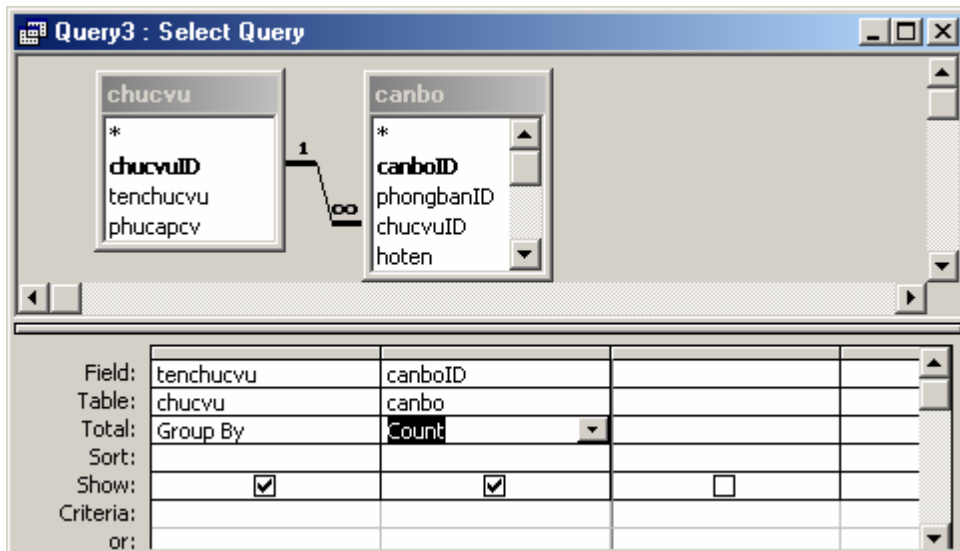 Query3 : Select Query
chucvu
*
chucvuID
tenchucvu
phucapcv
1
∞
canbo
*
canboID
phongbanID
chucvuID
hoten
Field: tenchucvu canboID
Table: chucvu canbo
Total: Group By Count
Sort:
Show:
Criteria:
or: